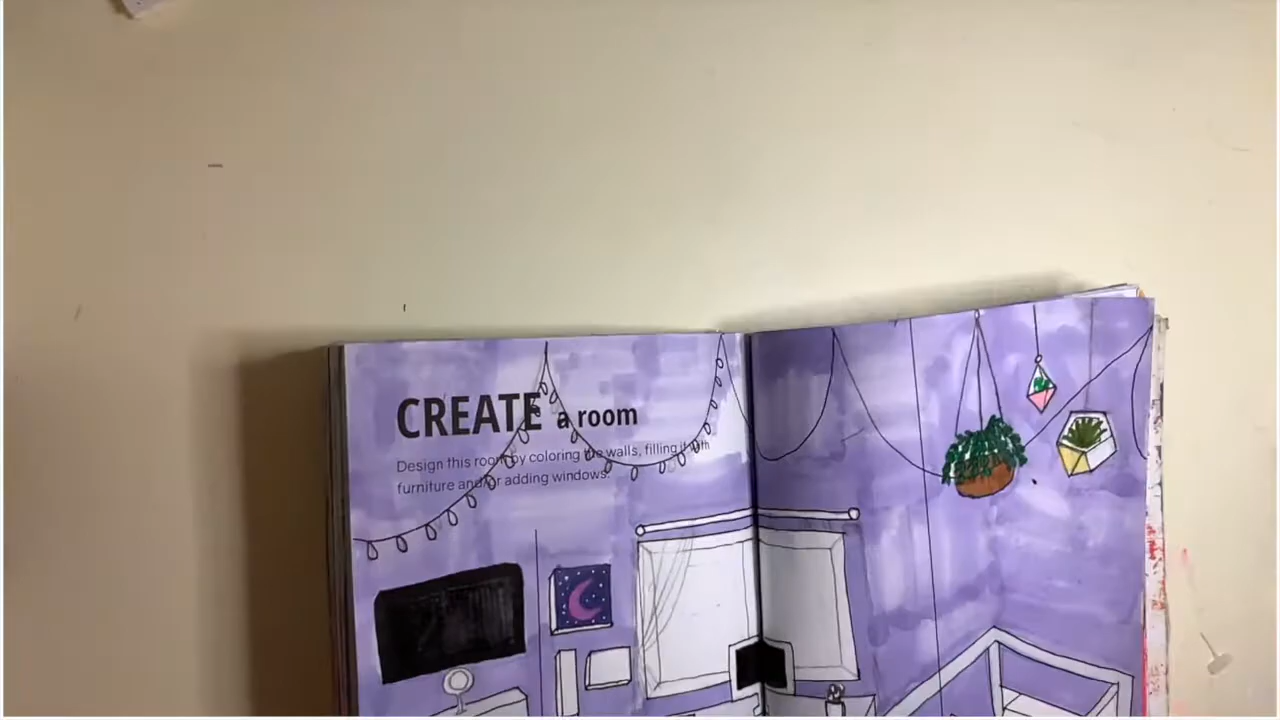 CREATE a room
Design this room by coloring the walls, filling it with
furniture and/or adding windows.